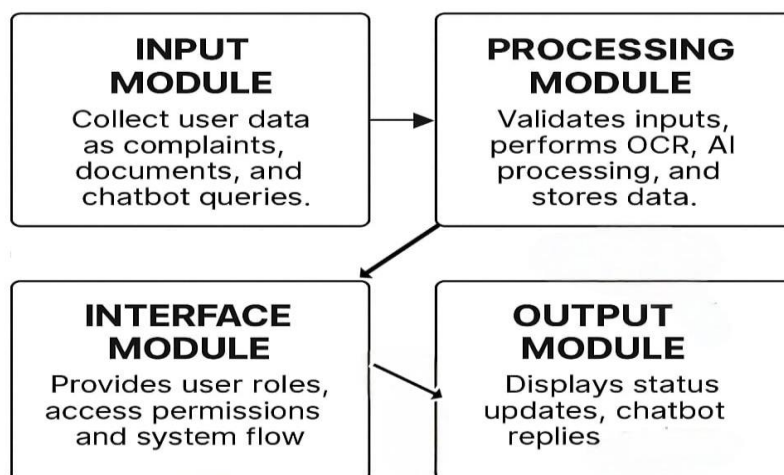 INPUT
MODULE
Collect user data
as complaints,
documents, and
chatbot queries.
PROCESSING
MODULE
Validates inputs,
performs OCR, AI
processing, and
stores data.
INTERFACE
MODULE
Provides user roles,
access permissions
and system flow
OUTPUT
MODULE
Displays status
updates, chatbot
replies